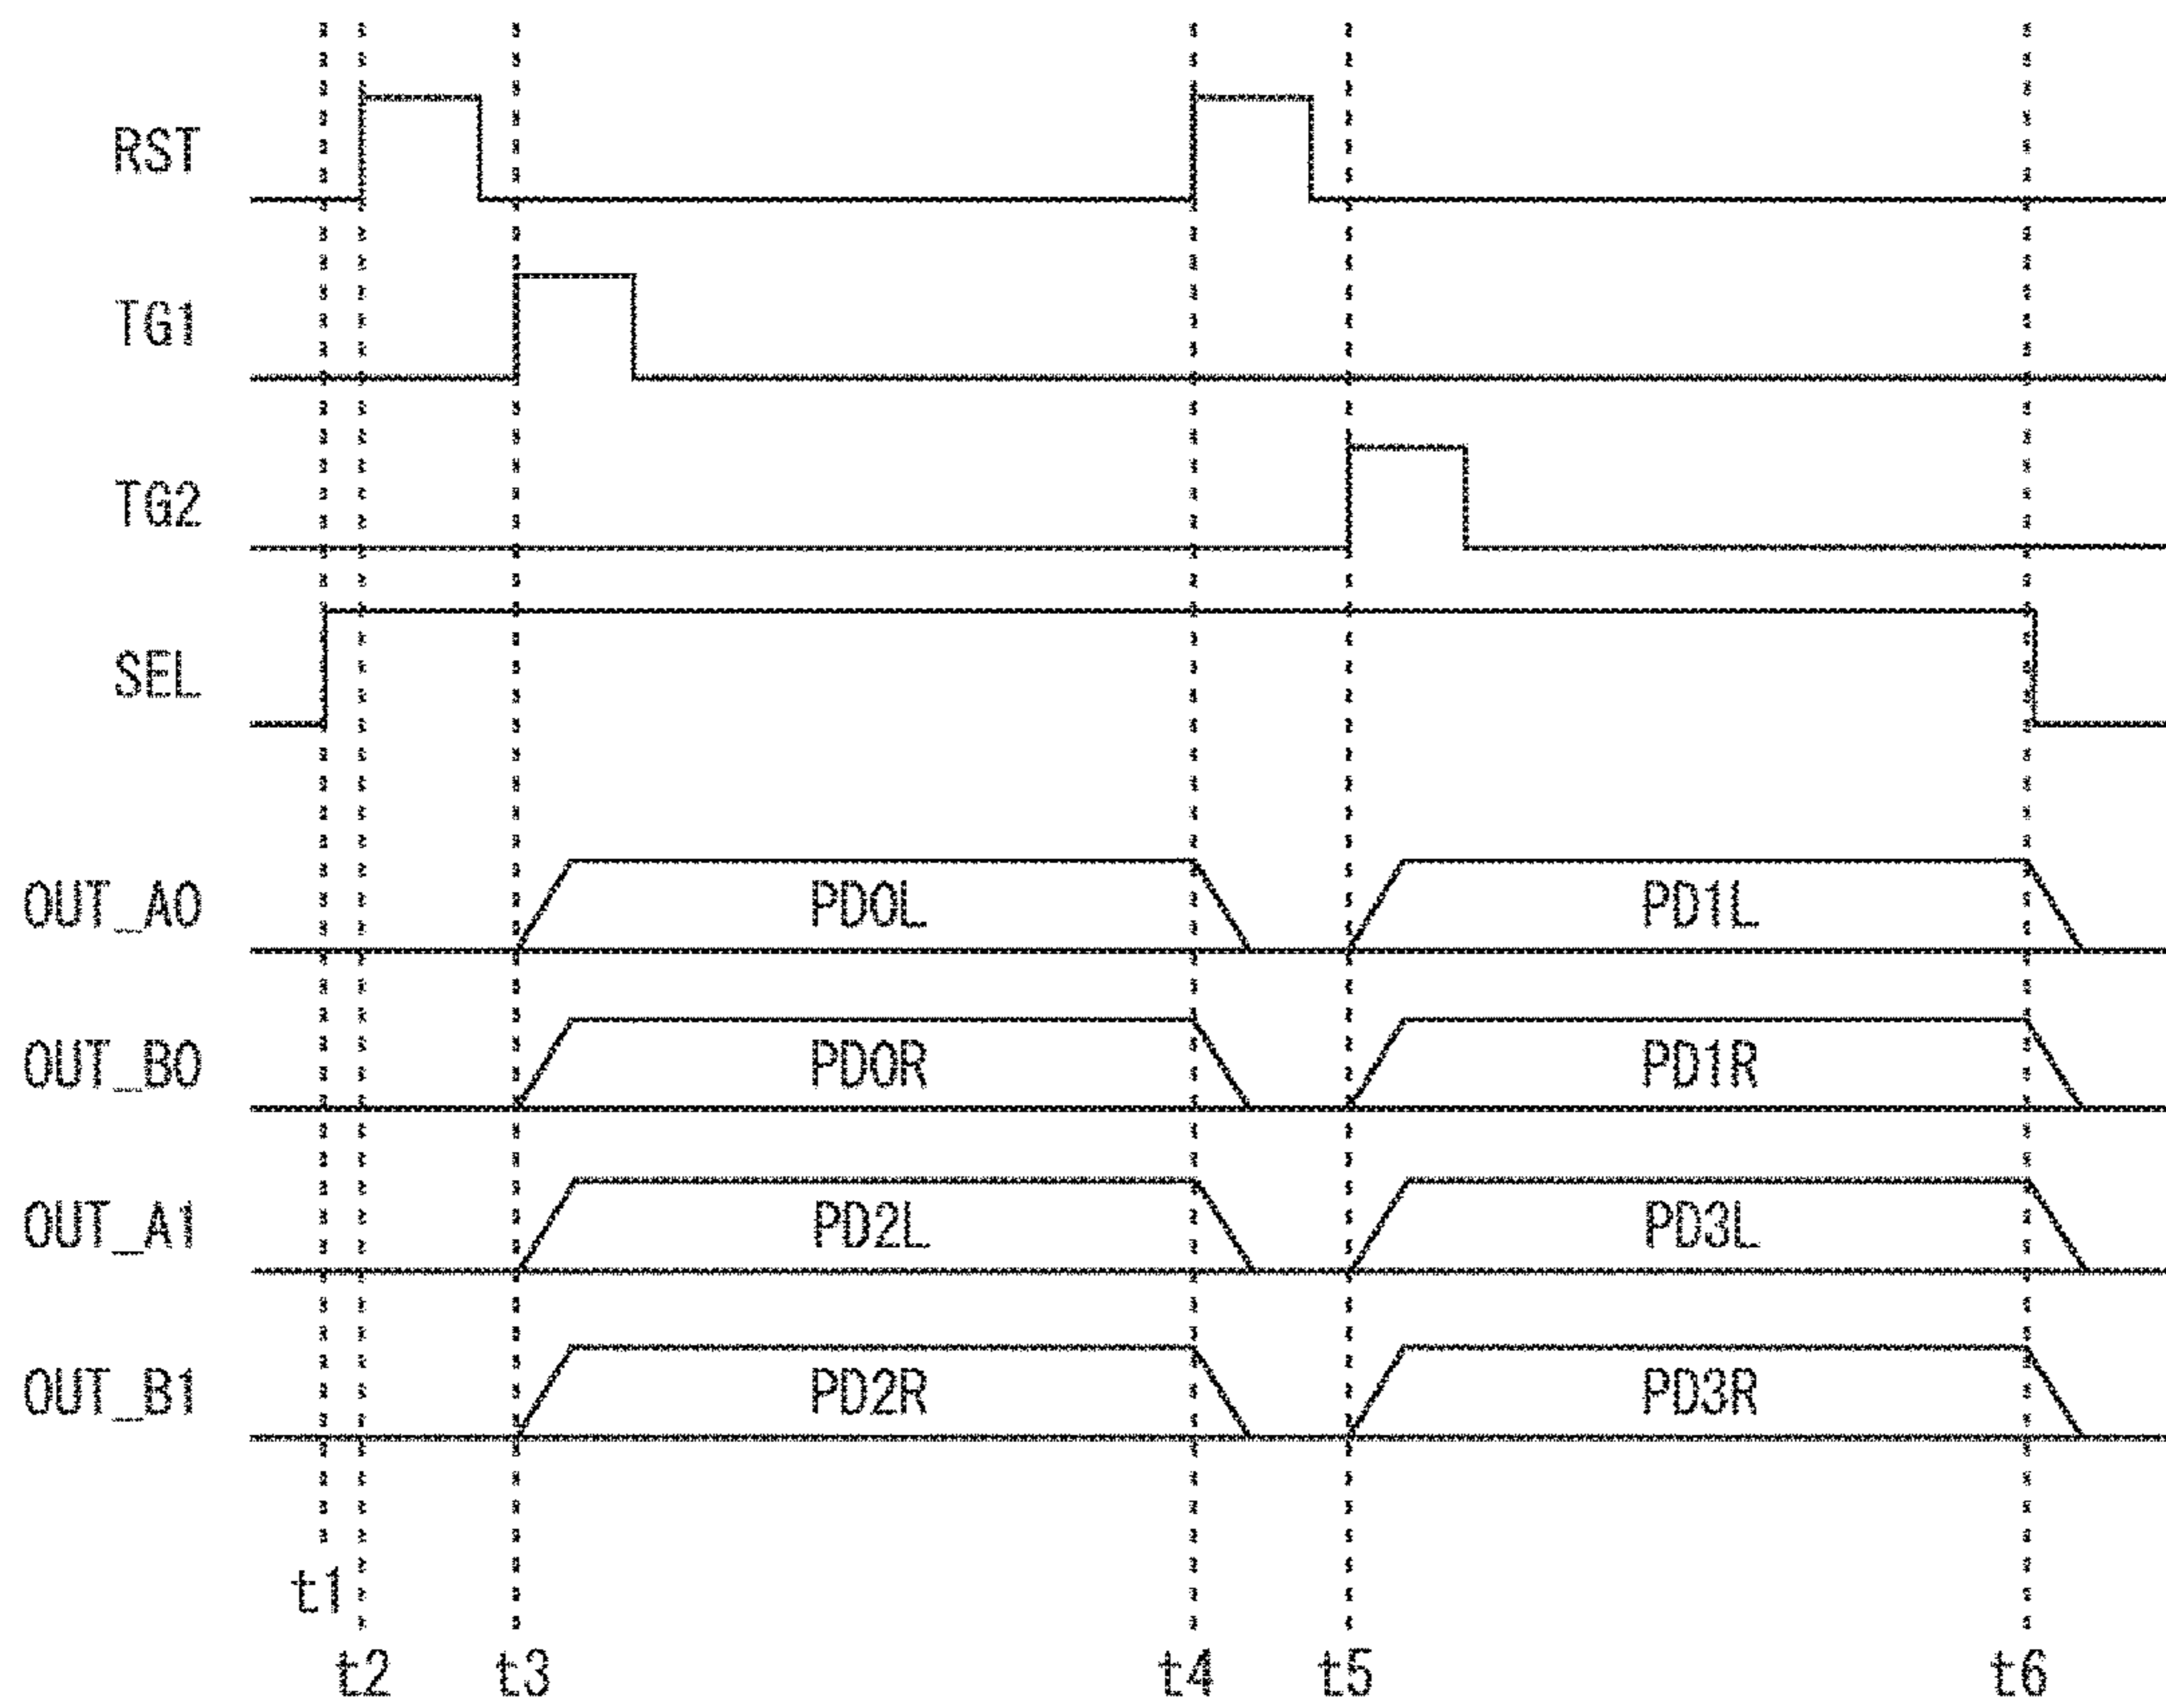 RST
TG1
TG2
SEL
OUT_A0 PD0L PD1L
OUT_B0 PD0R PD1R
OUT_A1 PD2L PD3L
OUT_B1 PD2R PD3R
t1
t2 t3 t4 t5 t6